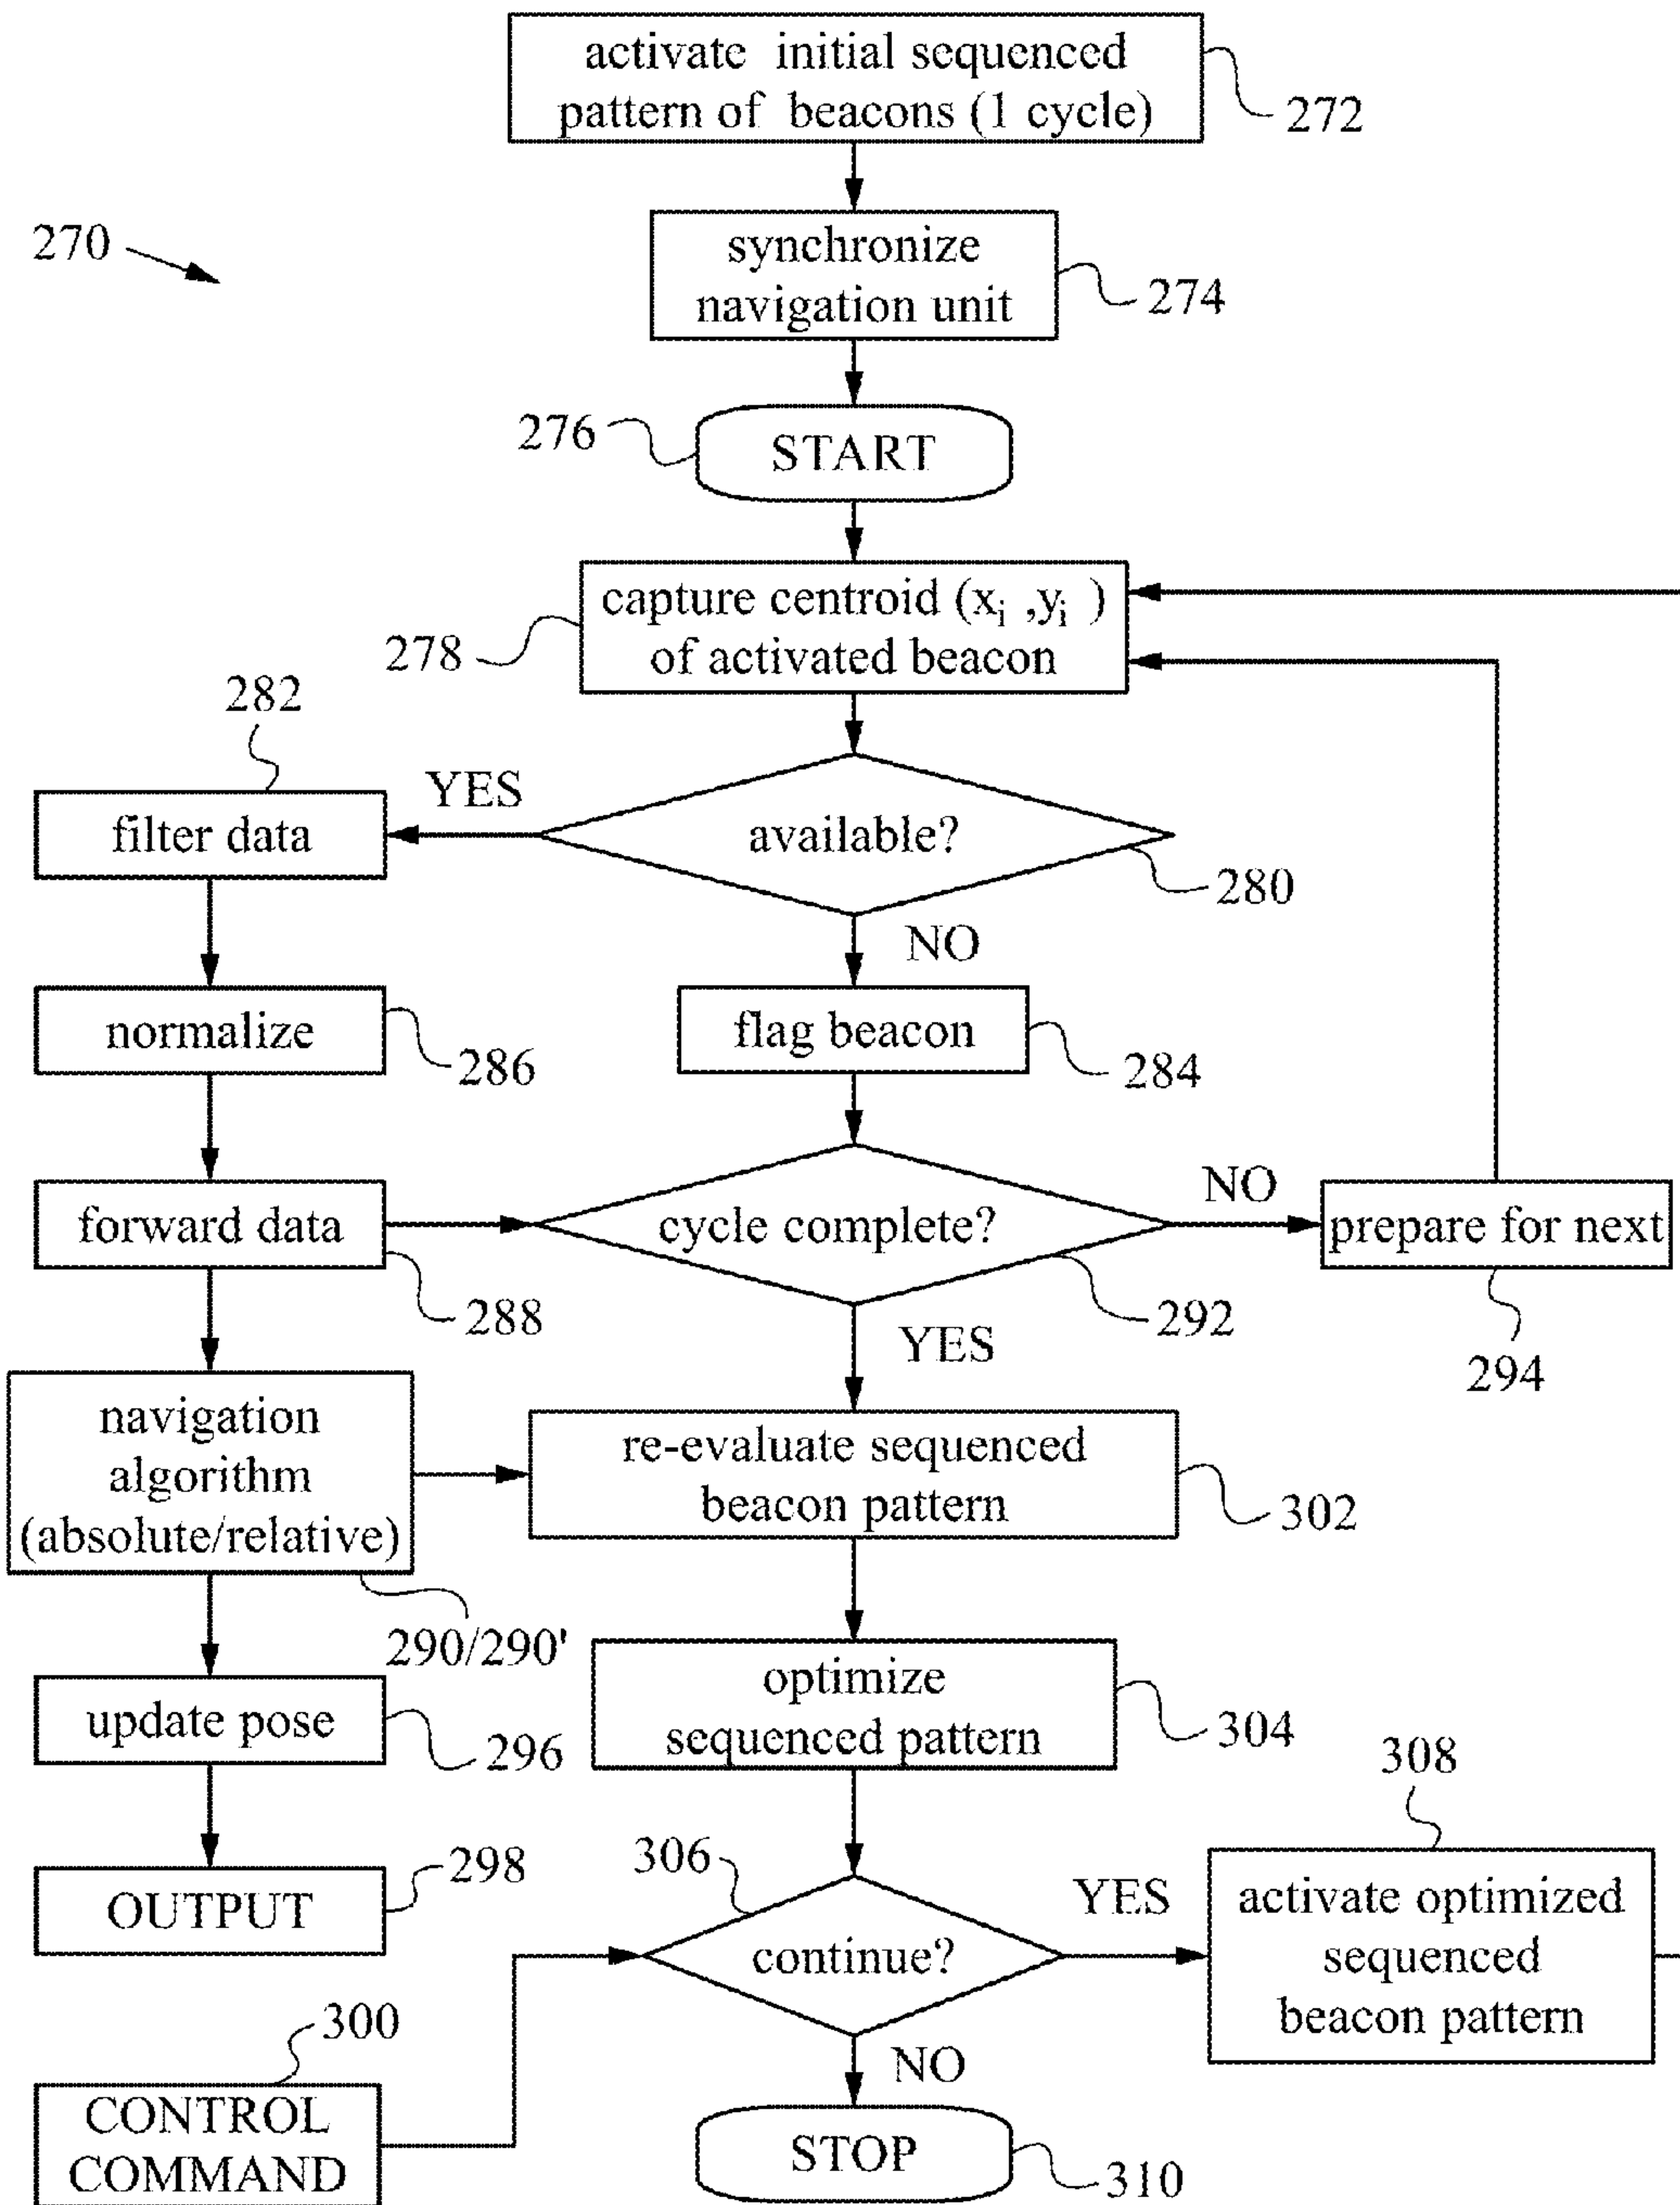 activate initial sequenced
pattern of beacons (1 cycle)
272
270
synchronize
navigation unit
274
276
START
capture centroid (xᵢ ,yᵢ )
of activated beacon
278
282
YES
filter data
available?
280
NO
normalize
286
flag beacon
284
forward data
288
cycle complete?
292
NO
prepare for next
294
YES
navigation
algorithm
(absolute/relative)
290/290'
re-evaluate sequenced
beacon pattern
302
update pose
296
optimize
sequenced pattern
304
308
OUTPUT
298
306
continue?
YES
activate optimized
sequenced
beacon pattern
300
CONTROL
COMMAND
NO
STOP
310